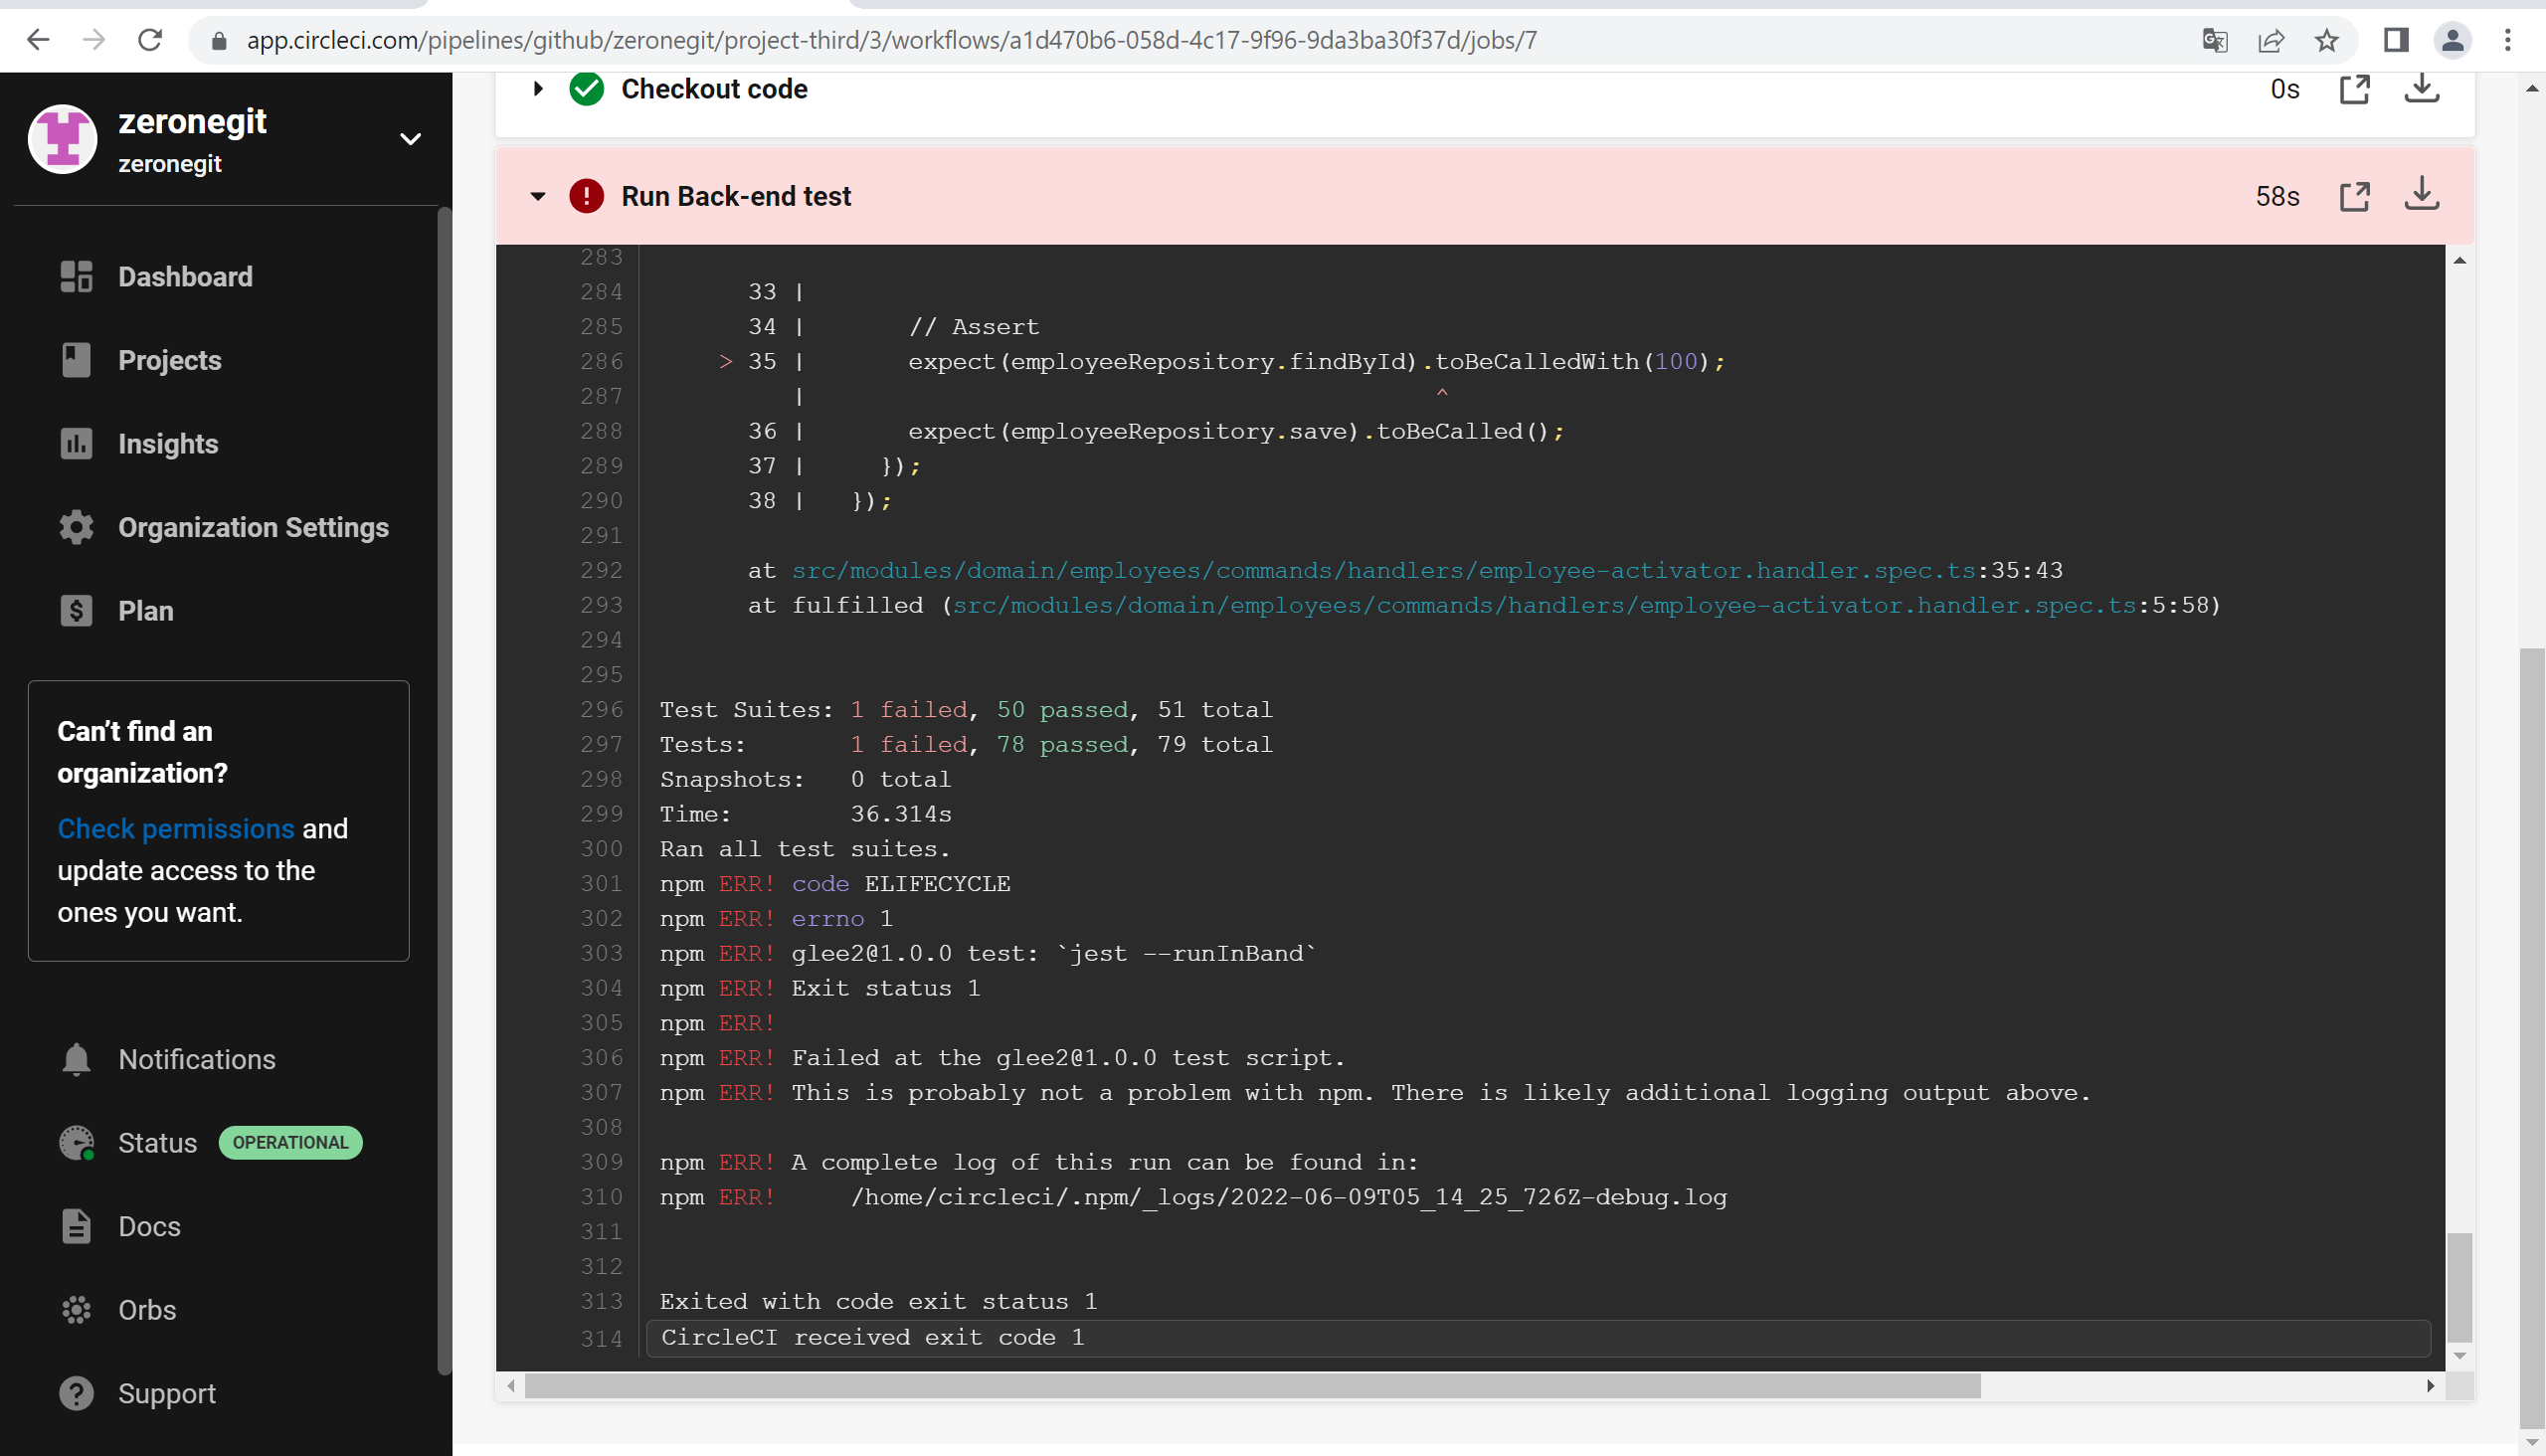 app.circleci.com/pipelines/github/zeronegit/project-third/3/workflows/a1d470b6-058d-4c17-9f96-9da3ba30f37d/jobs/7
zeronegit
zeronegit
Dashboard
Projects
Insights
Organization Settings
Plan
Can’t find an
organization?
Check permissions and
update access to the
ones you want.
Notifications
Status OPERATIONAL
Docs
Orbs
Support
Checkout code 0s
Run Back-end test 58s
283
284 33 |
285 34 | // Assert
286 > 35 | expect(employeeRepository.findById).toBeCalledWith(100);
287 | ^
288 36 | expect(employeeRepository.save).toBeCalled();
289 37 | });
290 38 | });
291
292 at src/modules/domain/employees/commands/handlers/employee-activator.handler.spec.ts:35:43
293 at fulfilled (src/modules/domain/employees/commands/handlers/employee-activator.handler.spec.ts:5:58)
294
295
296 Test Suites: 1 failed, 50 passed, 51 total
297 Tests: 1 failed, 78 passed, 79 total
298 Snapshots: 0 total
299 Time: 36.314s
300 Ran all test suites.
301 npm ERR! code ELIFECYCLE
302 npm ERR! errno 1
303 npm ERR! glee2@1.0.0 test: `jest --runInBand`
304 npm ERR! Exit status 1
305 npm ERR!
306 npm ERR! Failed at the glee2@1.0.0 test script.
307 npm ERR! This is probably not a problem with npm. There is likely additional logging output above.
308
309 npm ERR! A complete log of this run can be found in:
310 npm ERR! /home/circleci/.npm/_logs/2022-06-09T05_14_25_726Z-debug.log
311
312
313 Exited with code exit status 1
314 CircleCI received exit code 1